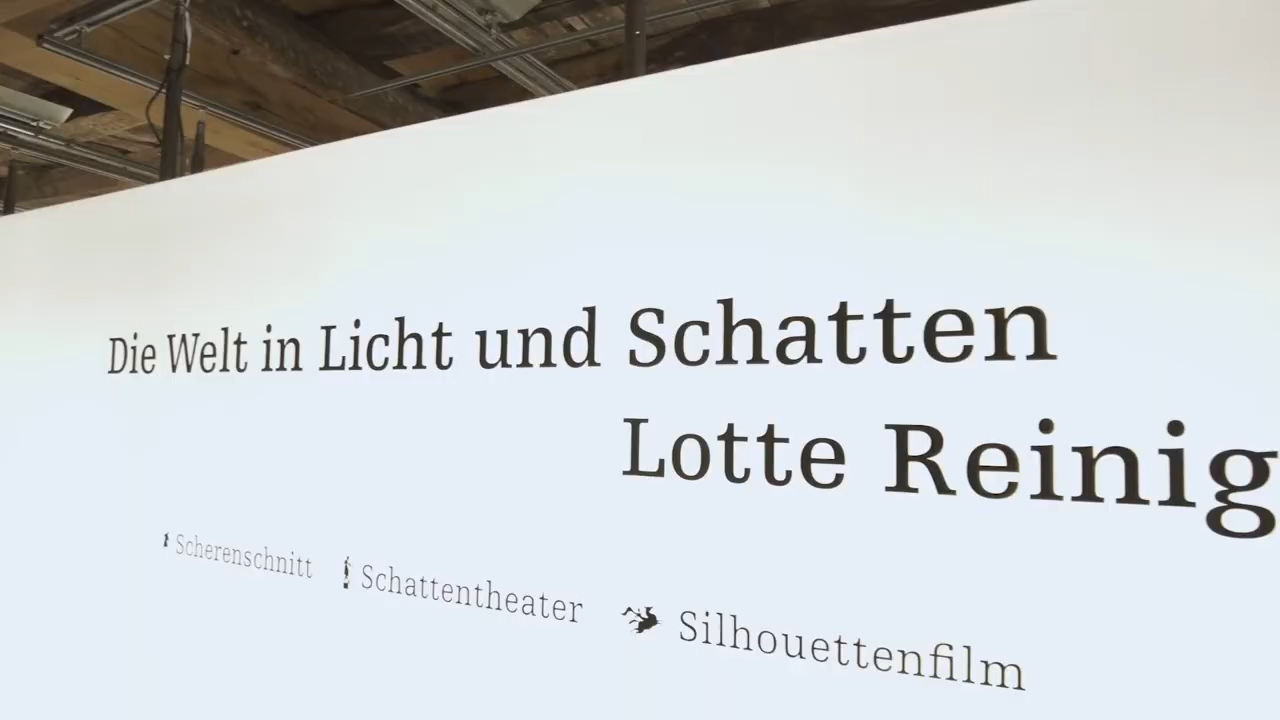 Die Welt in Licht und Schatten
Lotte Reinig
Scherenschnitt Schattentheater Silhouettenfilm